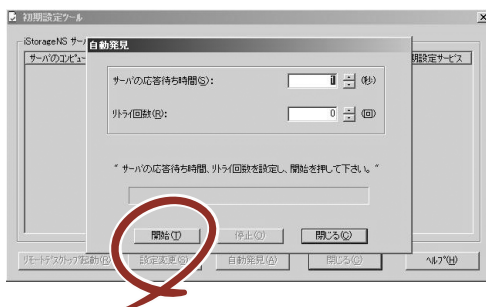 初期設定ツール
iStorageNS サー
自動発見
サーバのコンピュー
期設定サービス
サーバの応答待ち時間(S): 1 (秒)
リトライ回数(R): 0 (回)
" サーバの応答待ち時間、リトライ回数を設定し、開始を押して下さい。"
開始(T) 停止(O) 閉じる(C)
リモートデスクトップ起動(R) 設定変更(S) 自動発見(A) 閉じる(C) ヘルプ(H)